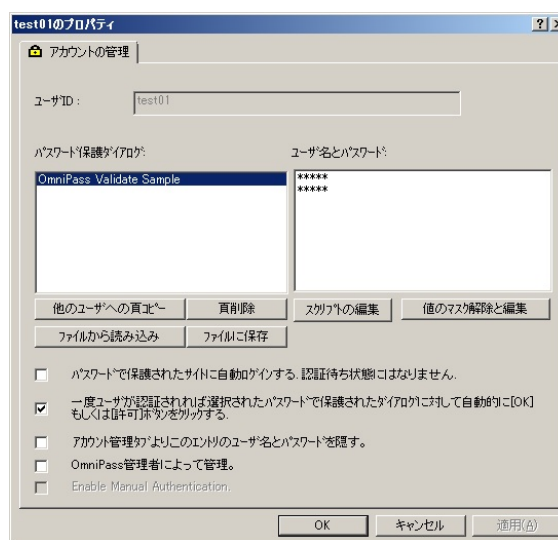 test01のプロパティ
アカウントの管理
ユーザID：
test01
パスワード保護ダイアログ：
ユーザ名とパスワード：
OmniPass Validate Sample
*****
*****
他のユーザへの頁コピー
頁削除
スクリプトの編集
値のマスク解除と編集
ファイルから読み込み
ファイルに保存
パスワードで保護されたサイトに自動ログインする. 認証待ち状態にはなりません.
一度ユーザが認証されれば選択されたパスワードで保護されたダイアログに対して自動的に[OK]
もしくは[許可]ボタンをクリックする.
アカウント管理タブよりこのエントリのユーザ名とパスワードを隠す。
OmniPass管理者によって管理。
Enable Manual Authentication.
OK
キャンセル
適用(A)